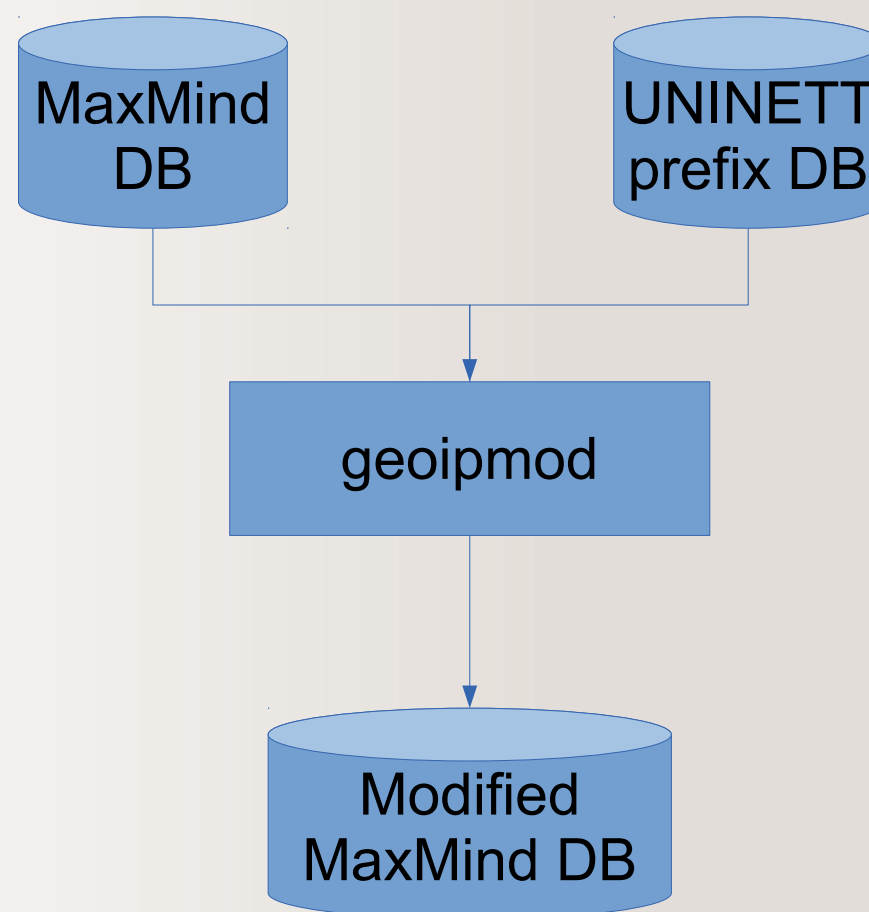 MaxMind
DB
UNINETT
prefix DB
geoipmod
Modified
MaxMind DB